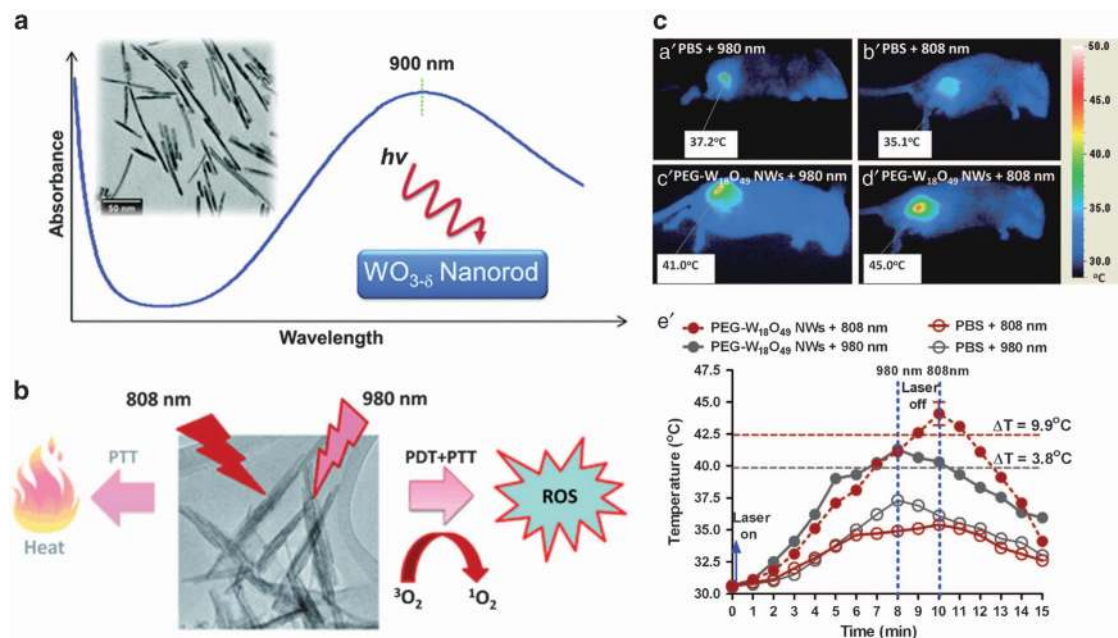 a
900 nm
50 nm
hν
WO₃₋δ Nanorod
Absorbance
Wavelength
b
808 nm
980 nm
PTT
Heat
PDT+PTT
ROS
³O₂
¹O₂
c
a′ PBS + 980 nm
37.2°C
b′ PBS + 808 nm
35.1°C
c′ PEG-W₁₈O₄₉ NWs + 980 nm
41.0°C
d′ PEG-W₁₈O₄₉ NWs + 808 nm
45.0°C
50.0
45.0
40.0
35.0
30.0
°C
e′
PEG-W₁₈O₄₉ NWs + 808 nm
PEG-W₁₈O₄₉ NWs + 980 nm
PBS + 808 nm
PBS + 980 nm
980 nm 808nm
Laser
off
ΔT = 9.9°C
ΔT = 3.8°C
Laser
on
Temperature (°C)
47.5
45.0
42.5
40.0
37.5
35.0
32.5
30.0
0 1 2 3 4 5 6 7 8 9 10 11 12 13 14 15
Time (min)